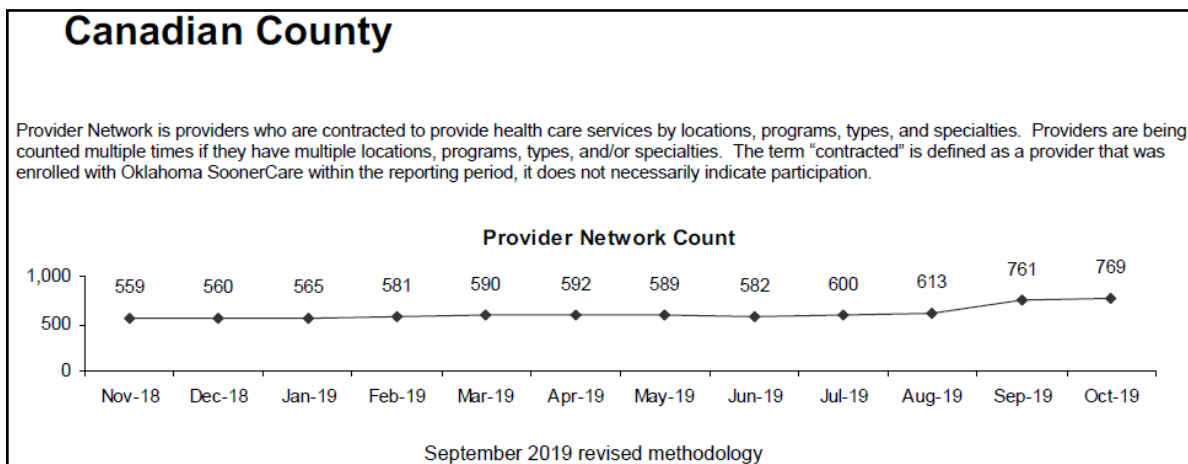 Canadian County
Provider Network is providers who are contracted to provide health care services by locations, programs, types, and specialties.  Providers are being
counted multiple times if they have multiple locations, programs, types, and/or specialties.  The term “contracted” is defined as a provider that was
enrolled with Oklahoma SoonerCare within the reporting period, it does not necessarily indicate participation.
Provider Network Count
1,000
559 560 565 581 590 592 589 582 600 613 761 769
500
0
Nov-18 Dec-18 Jan-19 Feb-19 Mar-19 Apr-19 May-19 Jun-19 Jul-19 Aug-19 Sep-19 Oct-19
September 2019 revised methodology